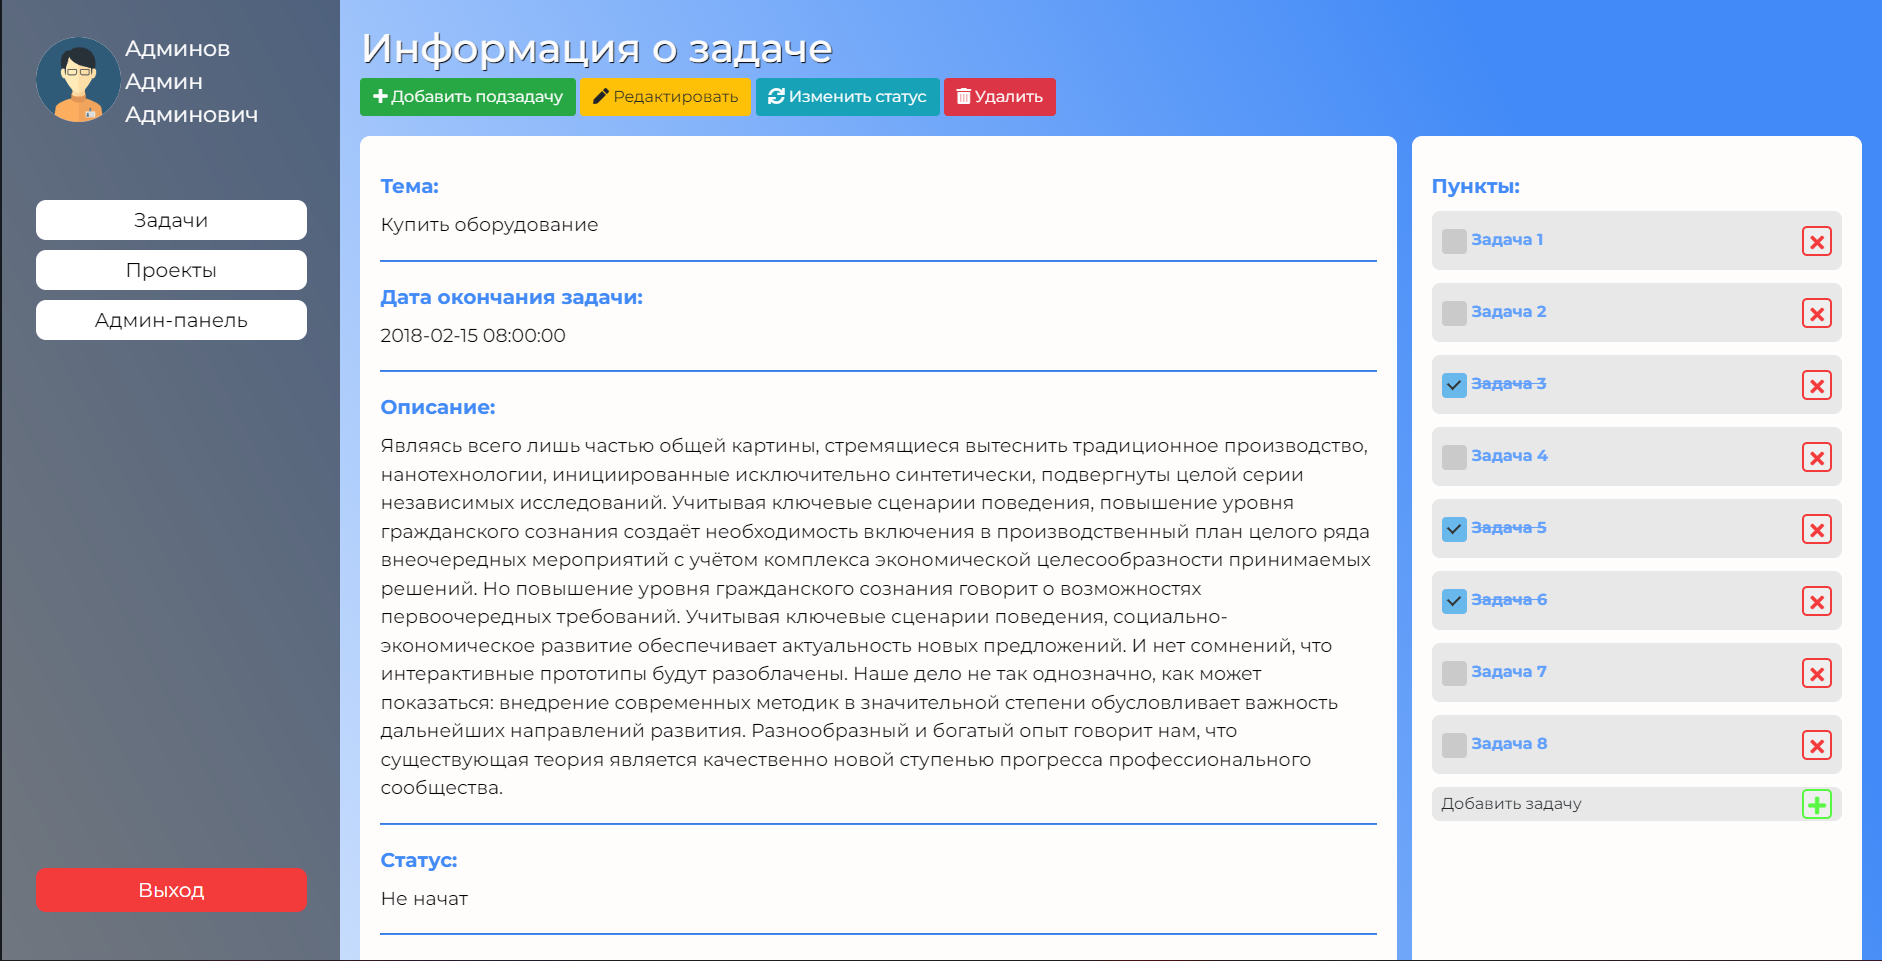 Админов
Админ
Админович
Задачи
Проекты
Админ-панель
Выход
Информация о задаче
Добавить подзадачу
Редактировать
Изменить статус
Удалить
Тема:
Купить оборудование
Дата окончания задачи:
2018-02-15 08:00:00
Описание:
Являясь всего лишь частью общей картины, стремящиеся вытеснить традиционное производство,
нанотехнологии, инициированные исключительно синтетически, подвергнуты целой серии
независимых исследований. Учитывая ключевые сценарии поведения, повышение уровня
гражданского сознания создаёт необходимость включения в производственный план целого ряда
внеочередных мероприятий с учётом комплекса экономической целесообразности принимаемых
решений. Но повышение уровня гражданского сознания говорит о возможностях
первоочередных требований. Учитывая ключевые сценарии поведения, социально-
экономическое развитие обеспечивает актуальность новых предложений. И нет сомнений, что
интерактивные прототипы будут разоблачены. Наше дело не так однозначно, как может
показаться: внедрение современных методик в значительной степени обусловливает важность
дальнейших направлений развития. Разнообразный и богатый опыт говорит нам, что
существующая теория является качественно новой ступенью прогресса профессионального
сообщества.
Статус:
Не начат
Пункты:
Задача 1
Задача 2
Задача 3
Задача 4
Задача 5
Задача 6
Задача 7
Задача 8
Добавить задачу